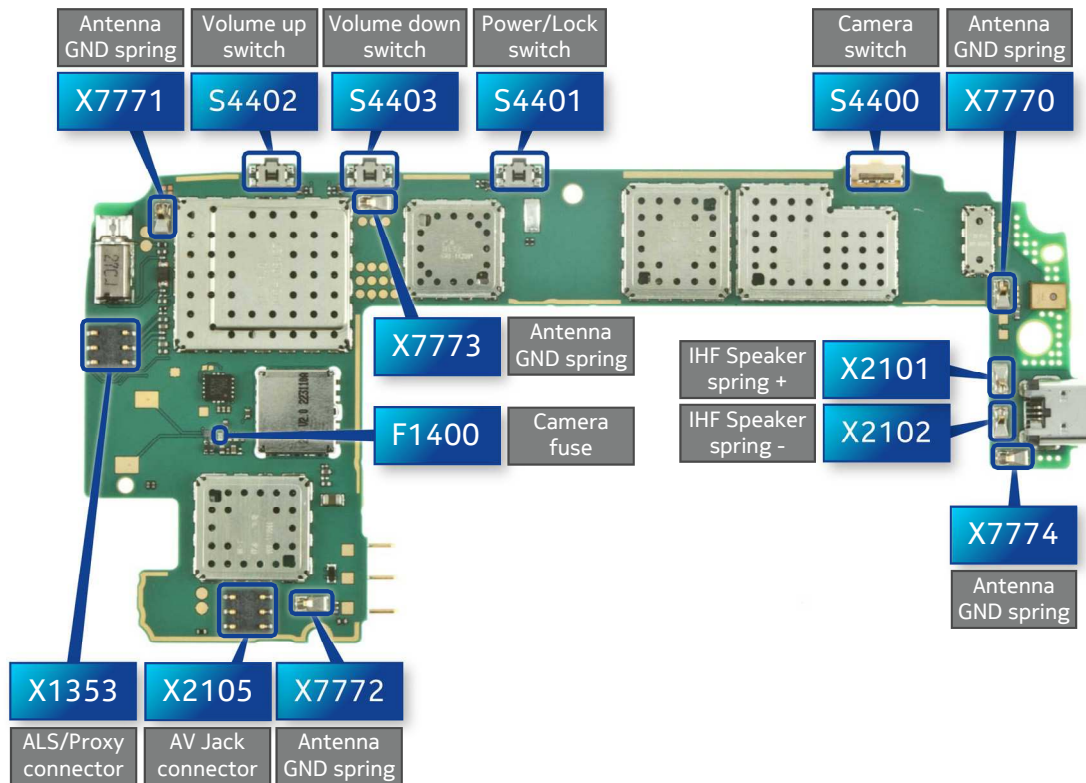 Antenna
GND spring
X7771
Volume up
switch
S4402
Volume down
switch
S4403
Power/Lock
switch
S4401
Camera
switch
S4400
Antenna
GND spring
X7770
X7773
Antenna
GND spring
F1400
Camera
fuse
IHF Speaker
spring +
X2101
IHF Speaker
spring -
X2102
X7774
Antenna
GND spring
X1353
ALS/Proxy
connector
X2105
AV Jack
connector
X7772
Antenna
GND spring